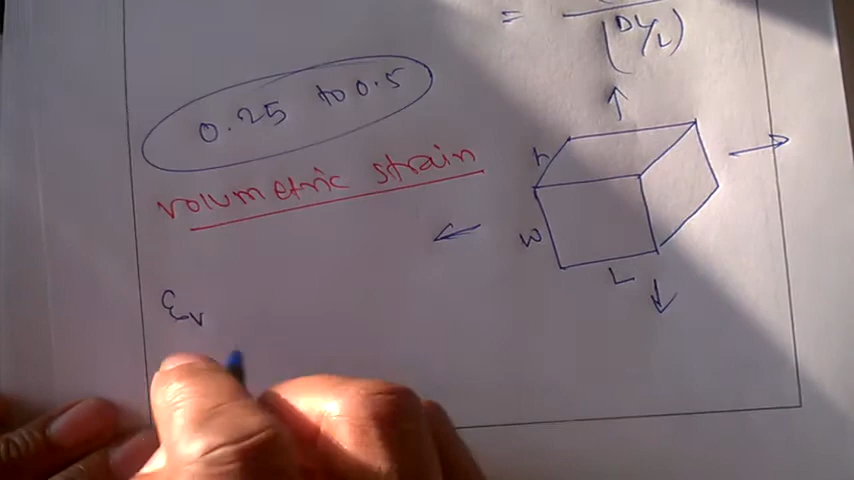 =
(DL/L)
0.25 to 0.5
volumetric strain
h
W
L
εv